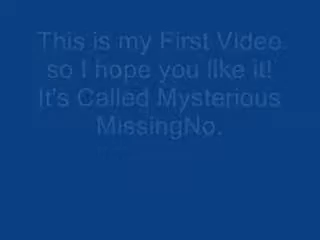 This is my First Video
so I hope you like it!
It's Called Mysterious
MissingNo.